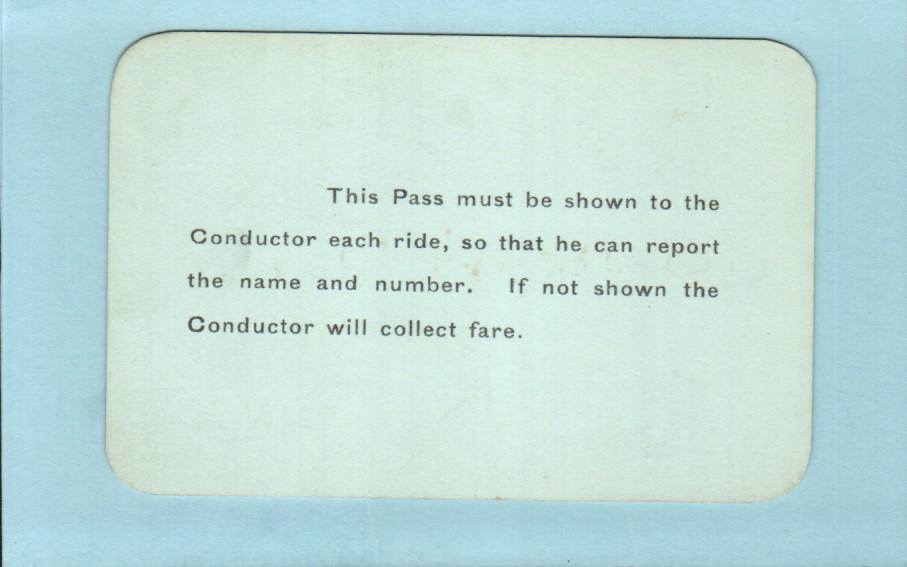 This Pass must be shown to the
Conductor each ride, so that he can report
the name and number. If not shown the
Conductor will collect fare.